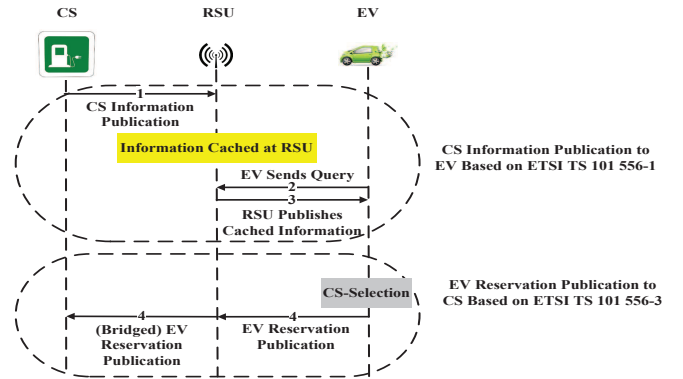 CS
RSU
EV
1
CS Information
Publication
Information Cached at RSU
EV Sends Query
2
3
RSU Publishes
Cached Information
CS Information Publication to
EV Based on ETSI TS 101 556-1
CS-Selection
4
4
(Bridged) EV
Reservation
Publication
EV Reservation
Publication
EV Reservation Publication to
CS Based on ETSI TS 101 556-3